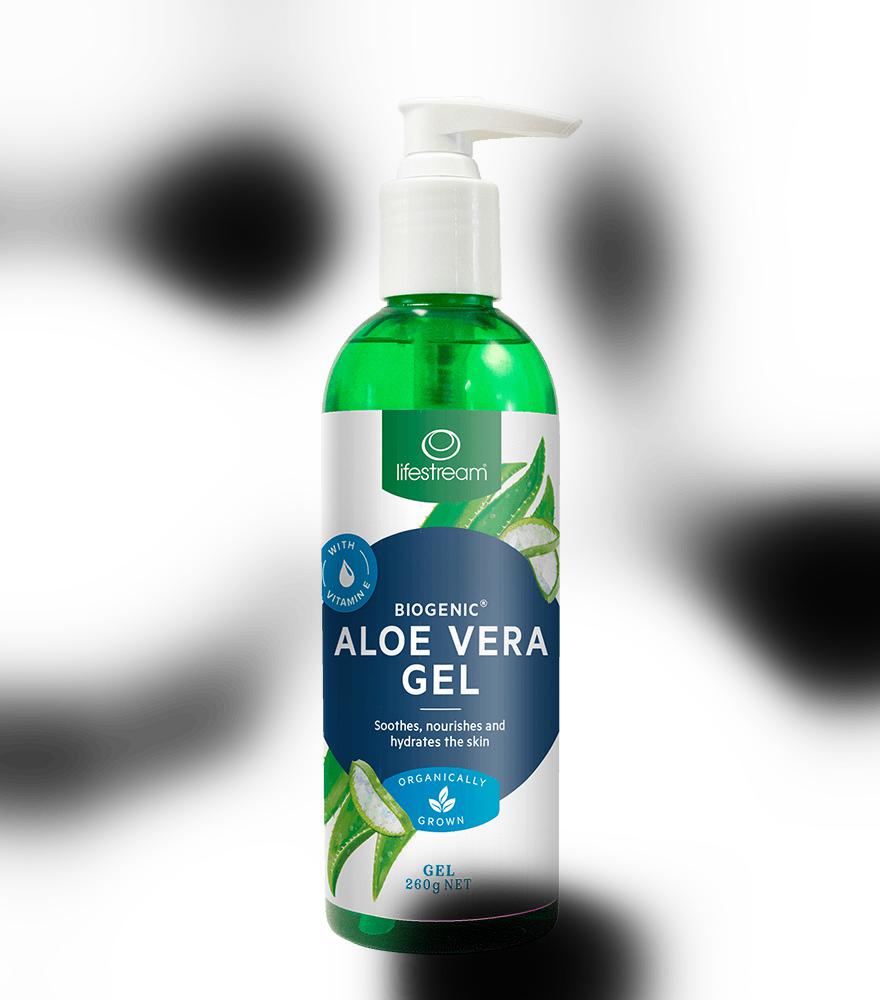 lifestream®
WITH
VITAMIN E
BIOGENIC®
ALOE VERA
GEL
Soothes, nourishes and
hydrates the skin
ORGANICALLY
GROWN
GEL
260g NET